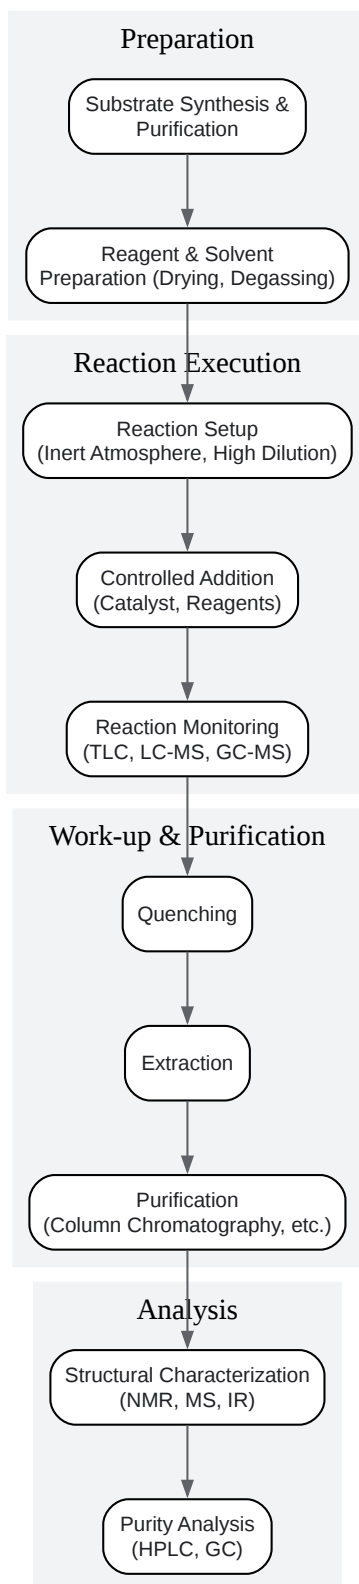 Preparation
Substrate Synthesis &
Purification
Reagent & Solvent
Preparation (Drying, Degassing)
Reaction Execution
Reaction Setup
(Inert Atmosphere, High Dilution)
Controlled Addition
(Catalyst, Reagents)
Reaction Monitoring
(TLC, LC-MS, GC-MS)
Work-up & Purification
Quenching
Extraction
Purification
(Column Chromatography, etc.)
Analysis
Structural Characterization
(NMR, MS, IR)
Purity Analysis
(HPLC, GC)